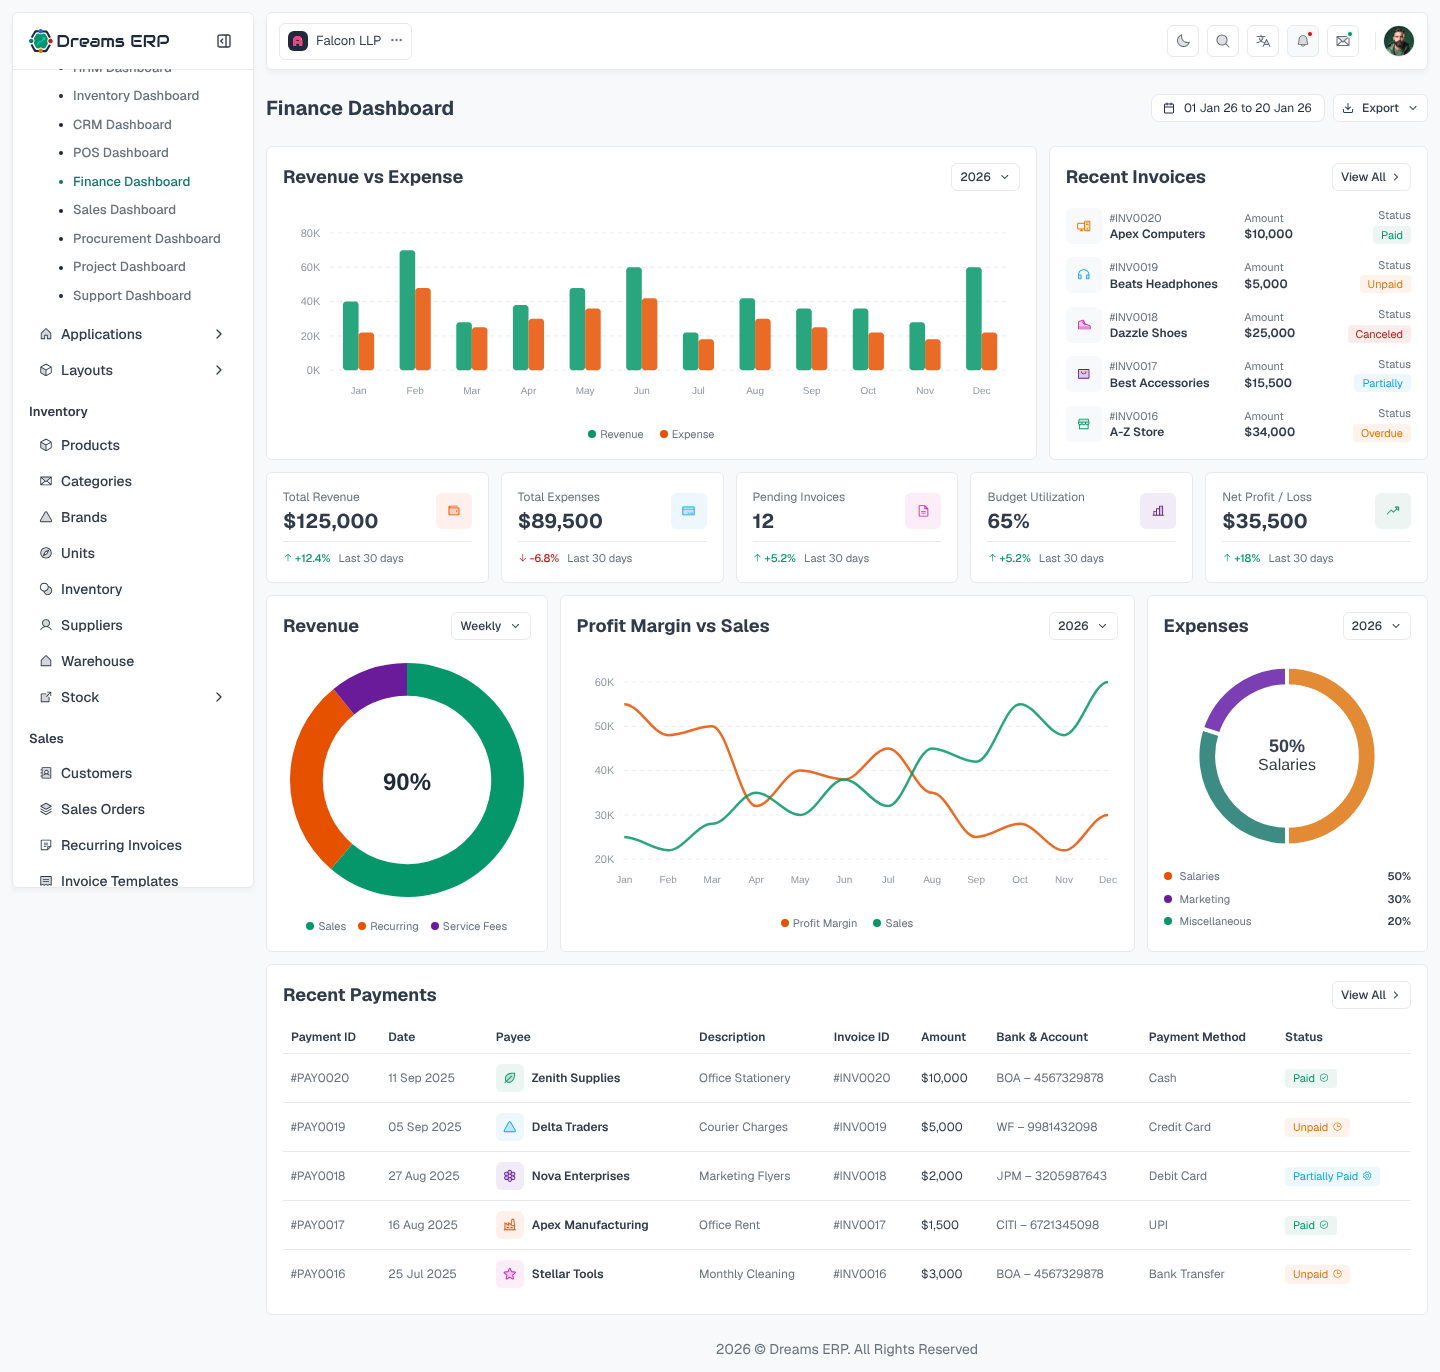 Dreams ERP
HRM Dashboard
Inventory Dashboard
CRM Dashboard
POS Dashboard
Finance Dashboard
Sales Dashboard
Procurement Dashboard
Project Dashboard
Support Dashboard
Applications
Layouts
Inventory
Products
Categories
Brands
Units
Inventory
Suppliers
Warehouse
Stock
Sales
Customers
Sales Orders
Recurring Invoices
Invoice Templates
Falcon LLP
Finance Dashboard
01 Jan 26 to 20 Jan 26
Export
Revenue vs Expense
2026
80K
60K
40K
20K
0K
Jan Feb Mar Apr May Jun Jul Aug Sep Oct Nov Dec
Revenue Expense
Recent Invoices
View All
#INV0020 Amount Status
Apex Computers $10,000 Paid
#INV0019 Amount Status
Beats Headphones $5,000 Unpaid
#INV0018 Amount Status
Dazzle Shoes $25,000 Canceled
#INV0017 Amount Status
Best Accessories $15,500 Partially
#INV0016 Amount Status
A-Z Store $34,000 Overdue
Total Revenue
$125,000
+12.4% Last 30 days
Total Expenses
$89,500
-6.8% Last 30 days
Pending Invoices
12
+5.2% Last 30 days
Budget Utilization
65%
+5.2% Last 30 days
Net Profit / Loss
$35,500
+18% Last 30 days
Revenue
Weekly
90%
Sales Recurring Service Fees
Profit Margin vs Sales
2026
60K
50K
40K
30K
20K
Jan Feb Mar Apr May Jun Jul Aug Sep Oct Nov Dec
Profit Margin Sales
Expenses
2026
50%
Salaries
Salaries 50%
Marketing 30%
Miscellaneous 20%
Recent Payments
View All
Payment ID Date Payee Description Invoice ID Amount Bank & Account Payment Method Status
#PAY0020 11 Sep 2025 Zenith Supplies Office Stationery #INV0020 $10,000 BOA – 4567329878 Cash Paid
#PAY0019 05 Sep 2025 Delta Traders Courier Charges #INV0019 $5,000 WF – 9981432098 Credit Card Unpaid
#PAY0018 27 Aug 2025 Nova Enterprises Marketing Flyers #INV0018 $2,000 JPM – 3205987643 Debit Card Partially Paid
#PAY0017 16 Aug 2025 Apex Manufacturing Office Rent #INV0017 $1,500 CITI – 6721345098 UPI Paid
#PAY0016 25 Jul 2025 Stellar Tools Monthly Cleaning #INV0016 $3,000 BOA – 4567329878 Bank Transfer Unpaid
2026 © Dreams ERP. All Rights Reserved